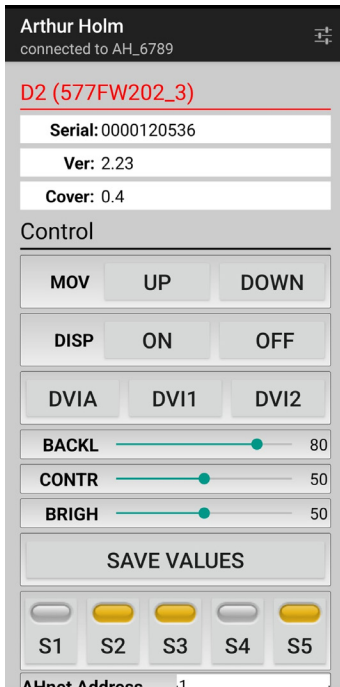 Arthur Holm
connected to AH_6789
D2 (577FW202_3)
Serial: 0000120536
Ver: 2.23
Cover: 0.4
Control
MOV UP DOWN
DISP ON OFF
DVIA DVI1 DVI2
BACKL 80
CONTR 50
BRIGH 50
SAVE VALUES
S1 S2 S3 S4 S5
AHnet Address 1